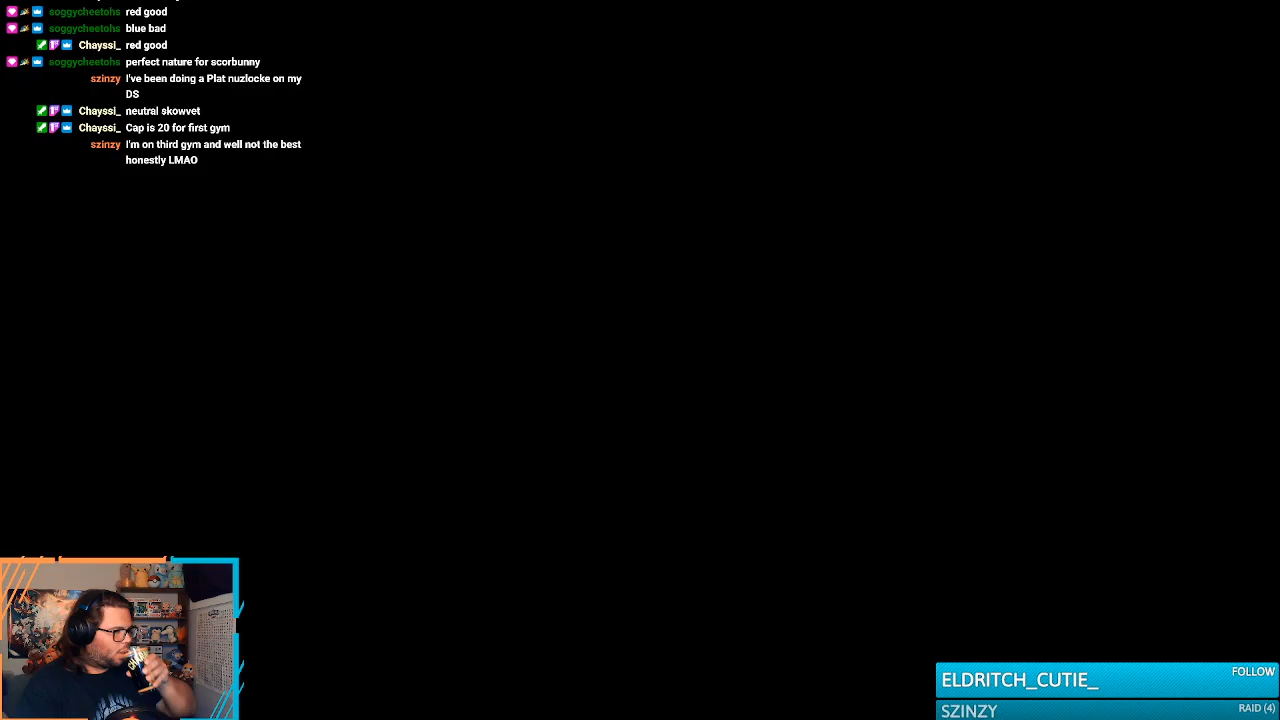 soggycheetohs red good
soggycheetohs blue bad
Chayssi_ red good
soggycheetohs perfect nature for scorbunny
szinzy I've been doing a Plat nuzlocke on my
DS
Chayssi_ neutral skowvet
Chayssi_ Cap is 20 for first gym
szinzy I'm on third gym and well not the best
honestly LMAO
ELDRITCH_CUTIE_ FOLLOW
SZINZY RAID (4)